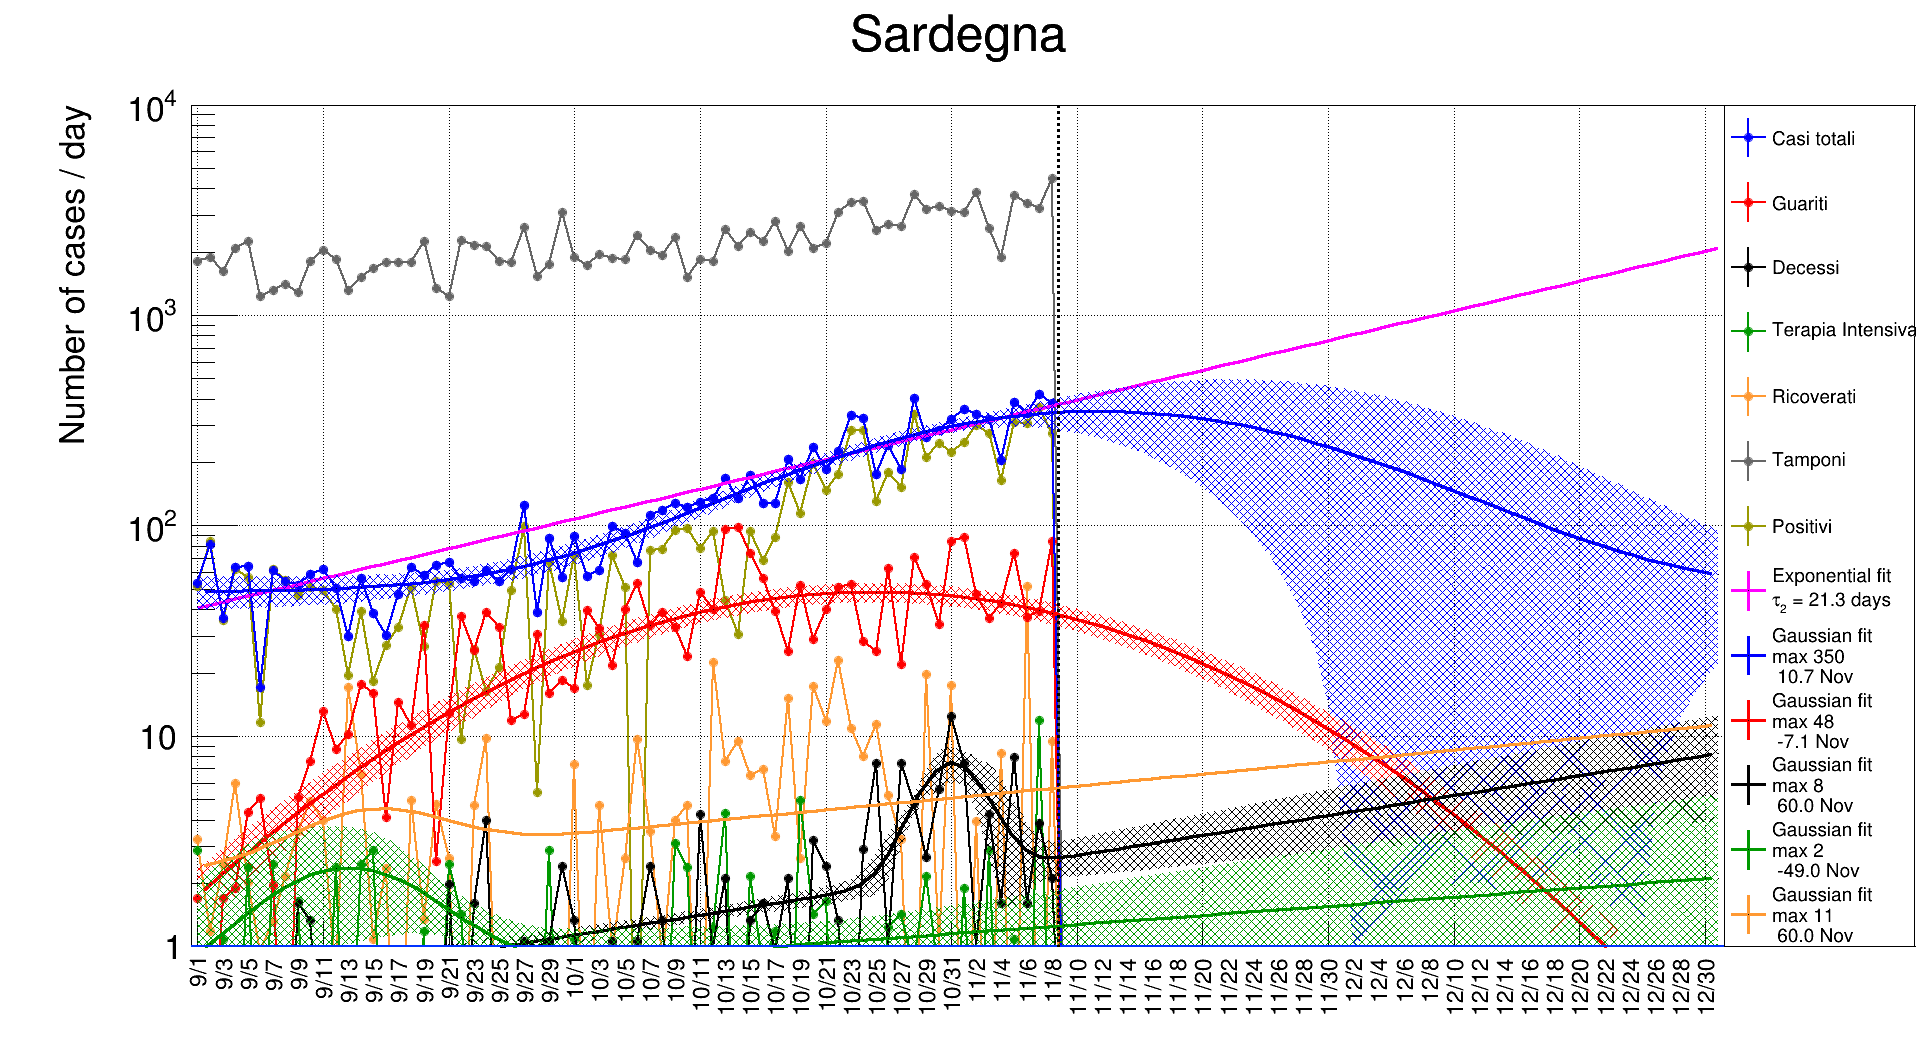 Sardegna
Number of cases / day
10^4
10^3
10^2
10
1
9/1
9/3
9/5
9/7
9/9
9/11
9/13
9/15
9/17
9/19
9/21
9/23
9/25
9/27
9/29
10/1
10/3
10/5
10/7
10/9
10/11
10/13
10/15
10/17
10/19
10/21
10/23
10/25
10/27
10/29
10/31
11/2
11/4
11/6
11/8
11/10
11/12
11/14
11/16
11/18
11/20
11/22
11/24
11/26
11/28
11/30
12/2
12/4
12/6
12/8
12/10
12/12
12/14
12/16
12/18
12/20
12/22
12/24
12/26
12/28
12/30
Casi totali
Guariti
Decessi
Terapia Intensiva
Ricoverati
Tamponi
Positivi
Exponential fit
τ2 = 21.3 days
Gaussian fit
max 350
10.7 Nov
Gaussian fit
max 48
-7.1 Nov
Gaussian fit
max 8
60.0 Nov
Gaussian fit
max 2
-49.0 Nov
Gaussian fit
max 11
60.0 Nov